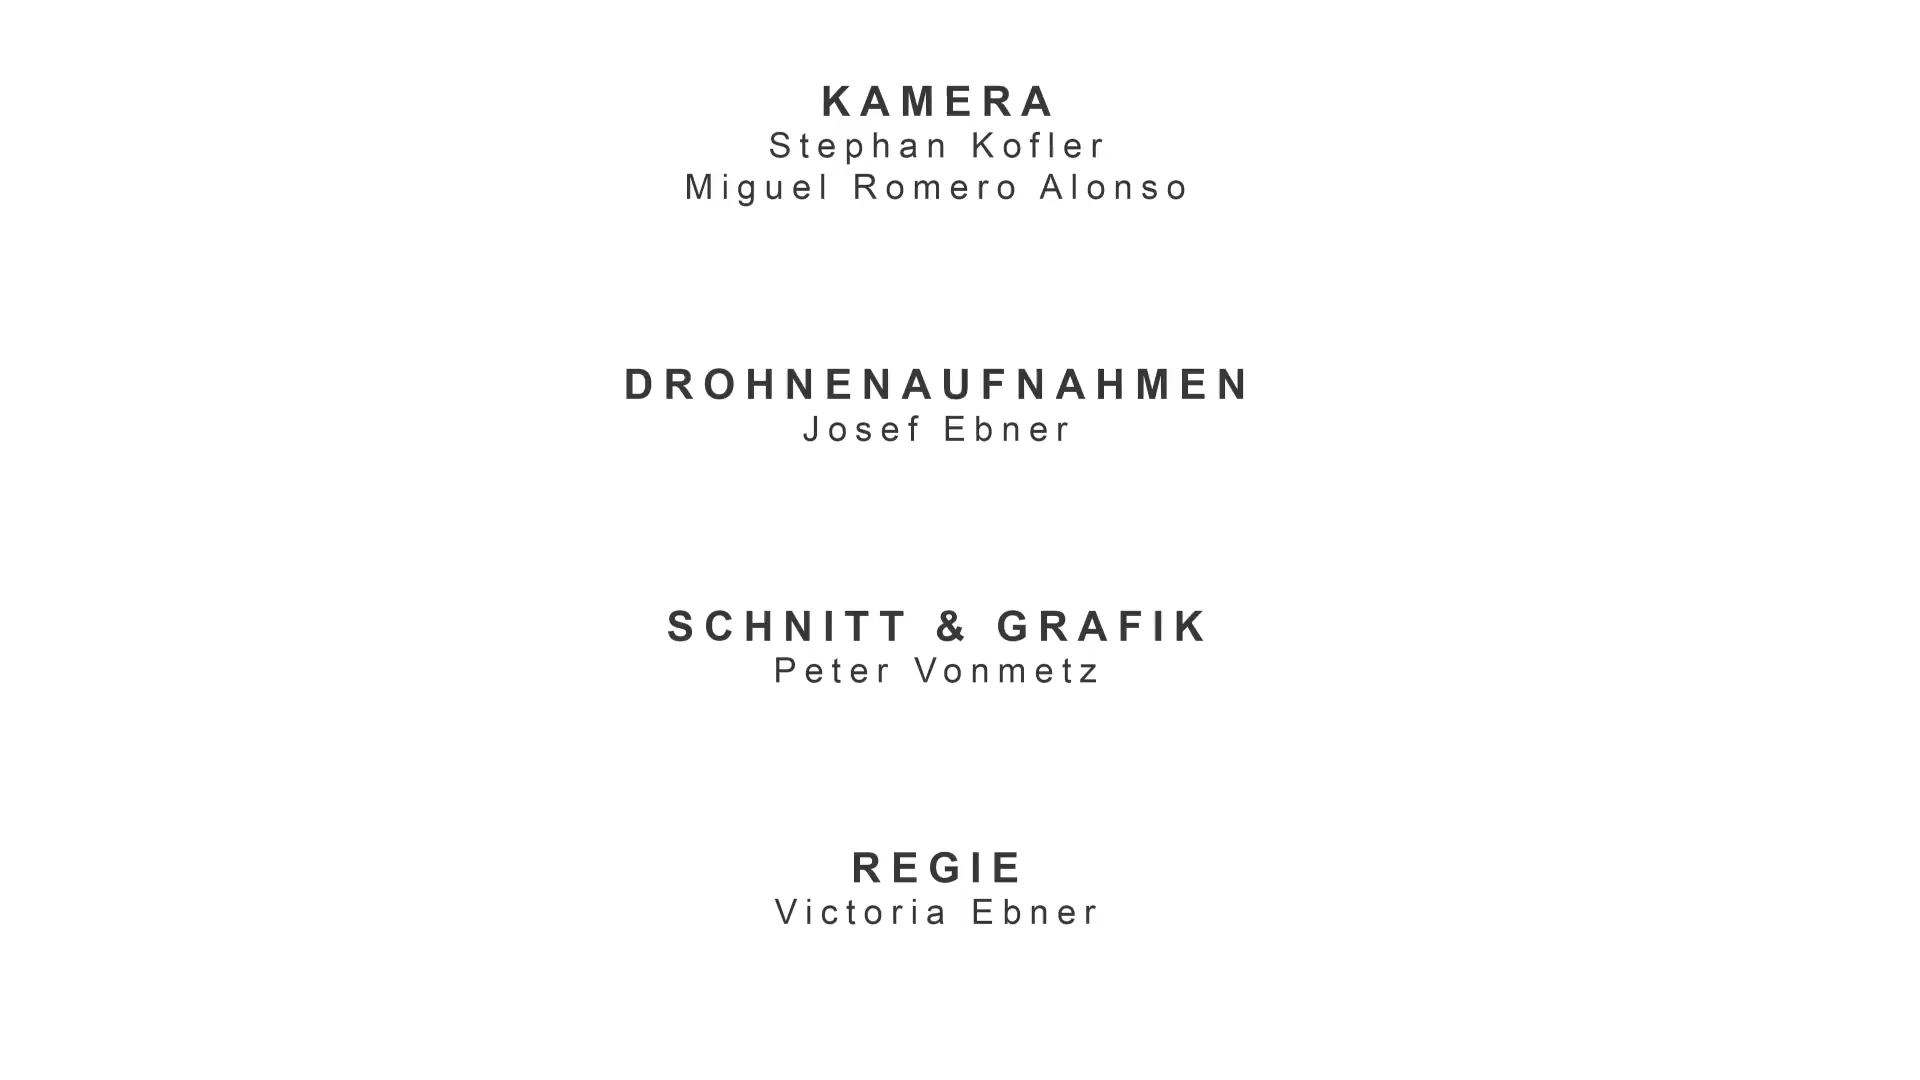 KAMERA
Stephan Kofler
Miguel Romero Alonso
DROHNENAUFNAHMEN
Josef Ebner
SCHNITT & GRAFIK
Peter Vonmetz
REGIE
Victoria Ebner